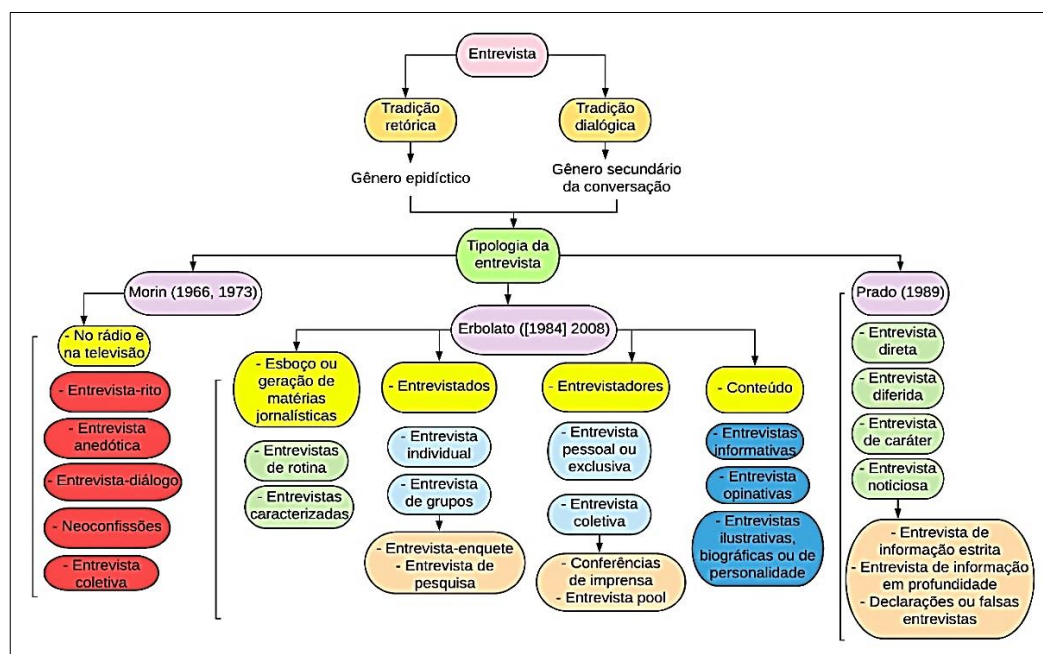 Entrevista
Tradição
retórica
Tradição
dialógica
Gênero epidíctico
Gênero secundário
da conversação
Tipologia da
entrevista
Morin (1966, 1973)
- No rádio e
na televisão
- Entrevista-rito
- Entrevista
anedótica
- Entrevista-diálogo
- Neoconfissões
- Entrevista
coletiva
Erbolato ([1984] 2008)
- Esboço ou
geração de
matérias
jornalísticas
- Entrevistas
de rotina
- Entrevistas
caracterizadas
- Entrevistados
- Entrevista
individual
- Entrevista
de grupos
- Entrevista-enquete
- Entrevista de
pesquisa
- Entrevistadores
- Entrevista
pessoal ou
exclusiva
- Entrevista
coletiva
- Conferências
de imprensa
- Entrevista pool
- Conteúdo
- Entrevistas
informativas
- Entrevista
opinativas
- Entrevistas
ilustrativas,
biográficas ou de
personalidade
Prado (1989)
- Entrevista
direta
- Entrevista
diferida
- Entrevista
de caráter
- Entrevista
noticiosa
- Entrevista de
informação estrita
- Entrevista de informação
em profundidade
- Declarações ou falsas
entrevistas